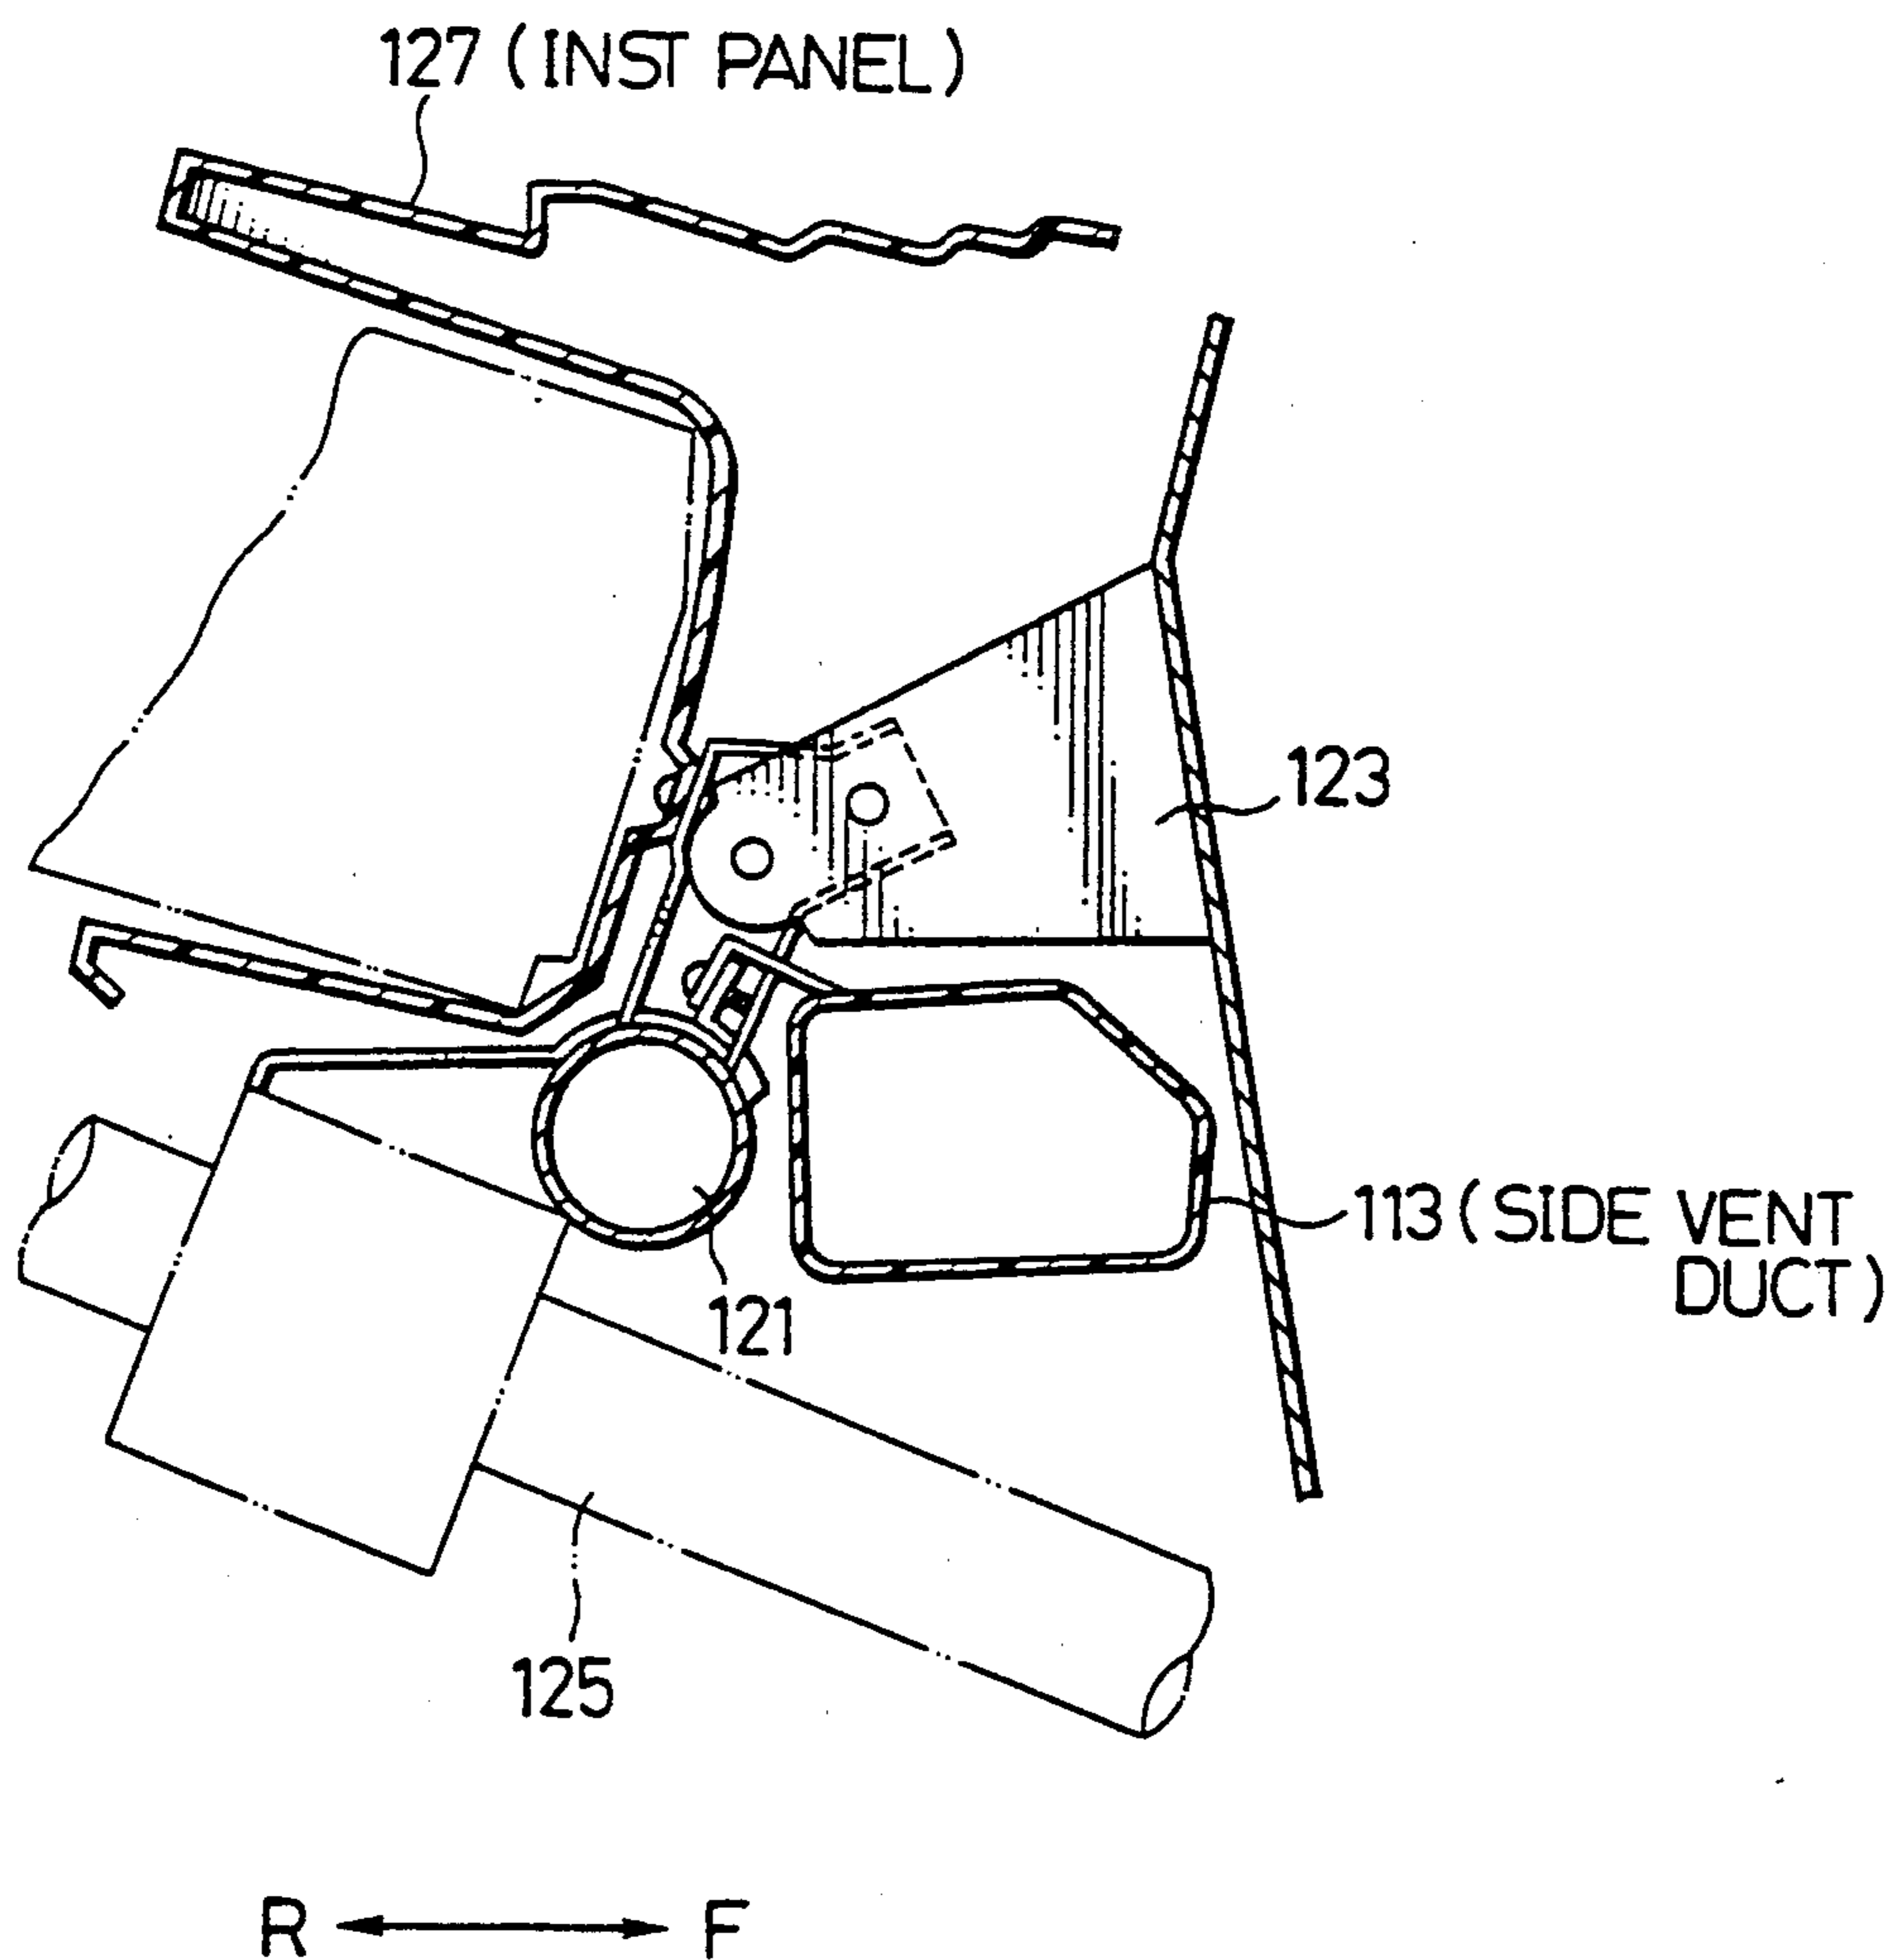 127 (INST PANEL)
123
113 (SIDE VENT
DUCT)
121
125
R F